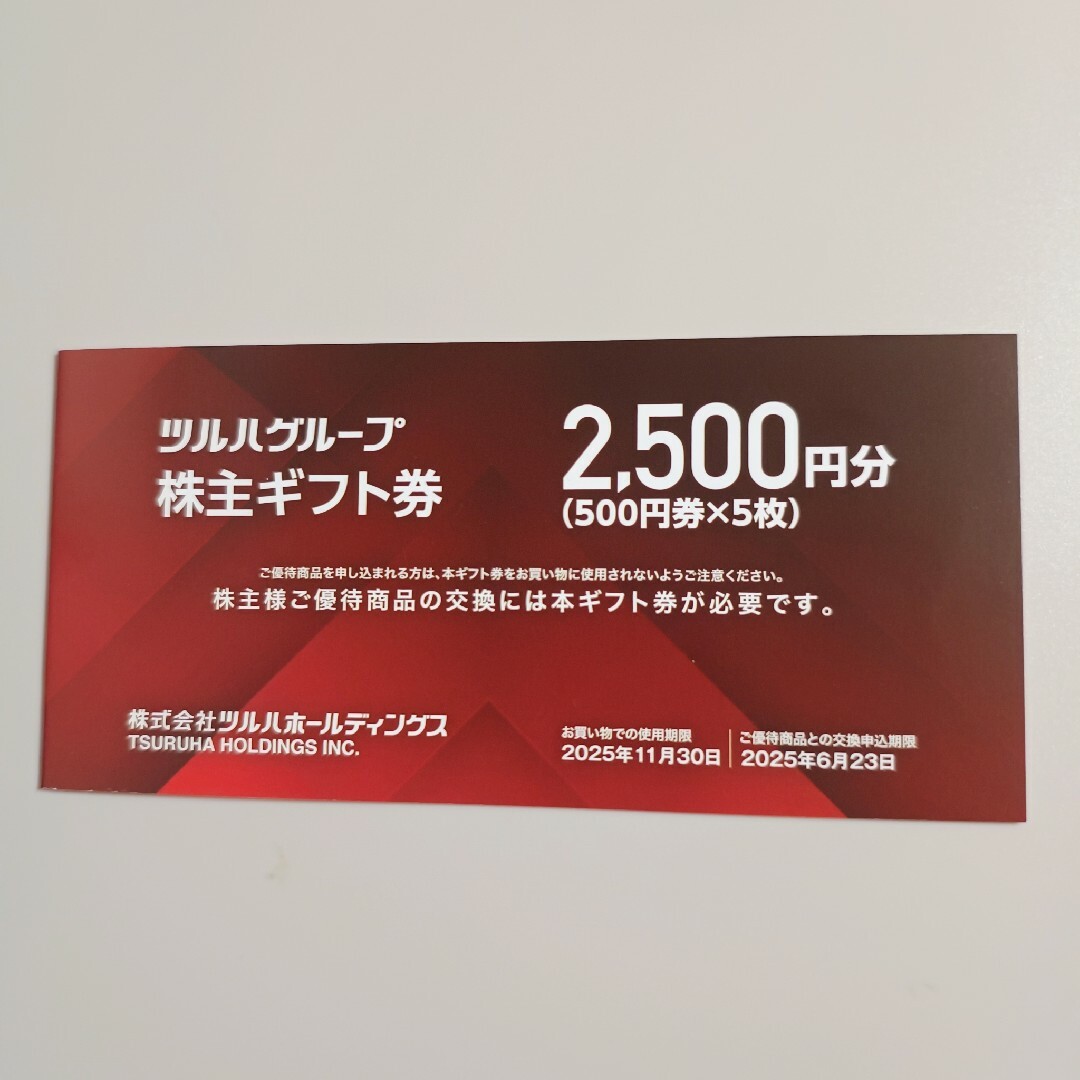 ツルハグループ
株主ギフト券
2,500円分
(500円券×5枚)
ご優待商品を申し込まれる方は、本ギフト券をお買い物に使用されないようご注意ください。
株主様ご優待商品の交換には本ギフト券が必要です。
株式会社ツルハホールディングス
TSURUHA HOLDINGS INC.
お買い物での使用期限
2025年11月30日
ご優待商品との交換申込期限
2025年6月23日